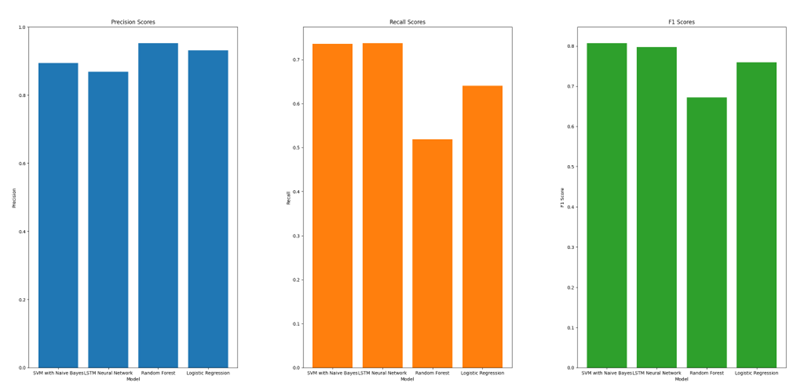 Precision Scores
1.0
0.8
0.6
0.4
0.2
0.0
Precision
SVM with Naive Bayes LSTM Neural Network Random Forest Logistic Regression
Model
Recall Scores
0.7
0.6
0.5
0.4
0.3
0.2
0.1
0.0
Recall
SVM with Naive Bayes LSTM Neural Network Random Forest Logistic Regression
Model
F1 Scores
0.8
0.7
0.6
0.5
0.4
0.3
0.2
0.1
0.0
F1 Score
SVM with Naive Bayes LSTM Neural Network Random Forest Logistic Regression
Model